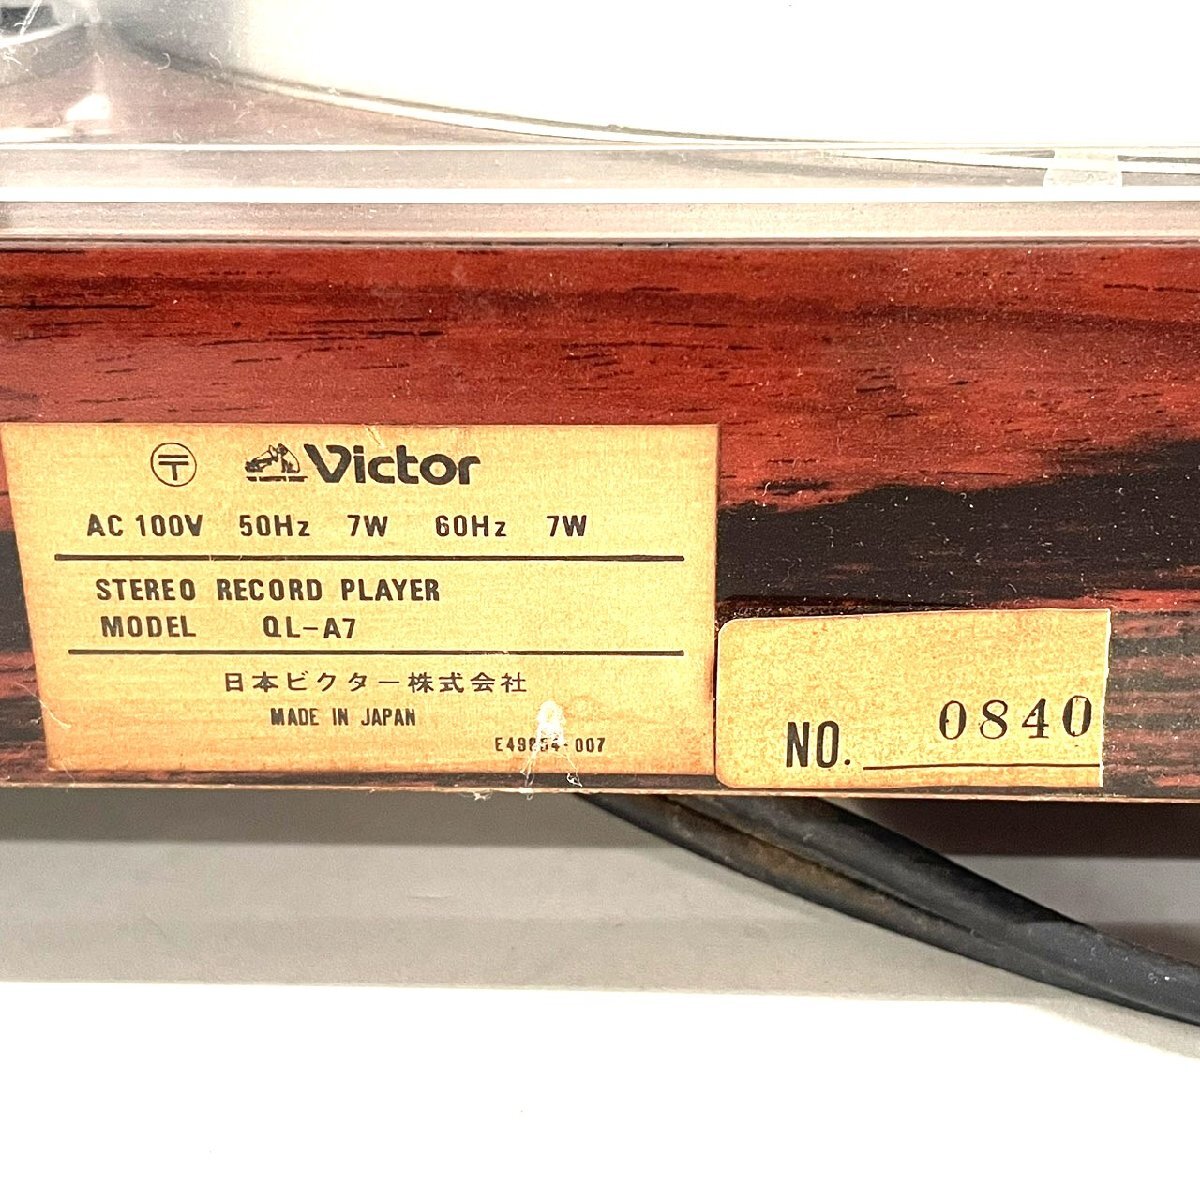 〒 Victor
AC 100V 50Hz 7W 60Hz 7W
STEREO RECORD PLAYER
MODEL QL-A7
日本ビクター株式会社
MADE IN JAPAN
NO. 0840